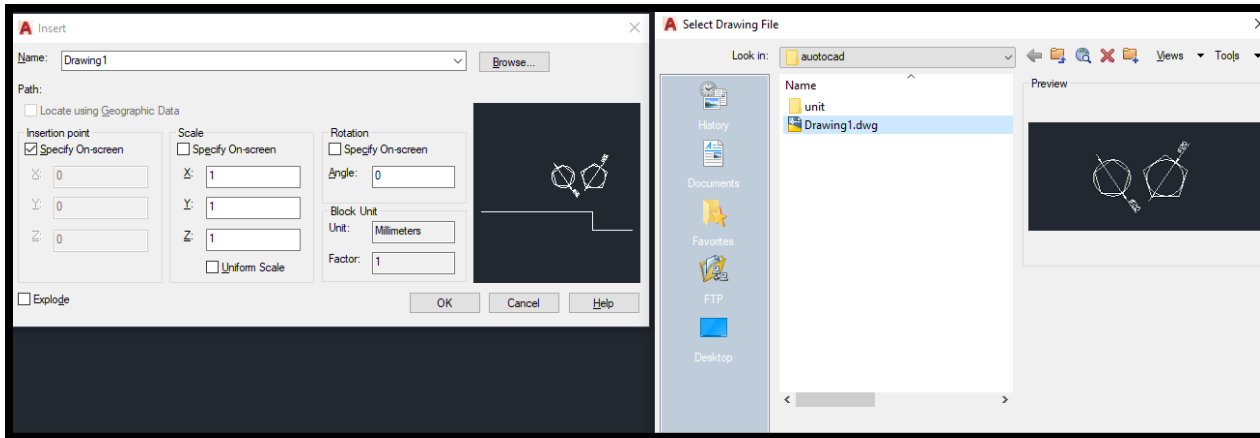 Insert
Name: Drawing1 Browse...
Path:
Locate using Geographic Data
Insertion point
Specify On-screen
X: 0
Y: 0
Z: 0
Scale
Specify On-screen
X: 1
Y: 1
Z: 1
Uniform Scale
Rotation
Specify On-screen
Angle: 0
Block Unit
Unit: Millimeters
Factor: 1
Explode
OK Cancel Help
Select Drawing File
Look in: auotocad Views Tools
History
Documents
Favorites
FTP
Desktop
Name
unit
Drawing1.dwg
Preview